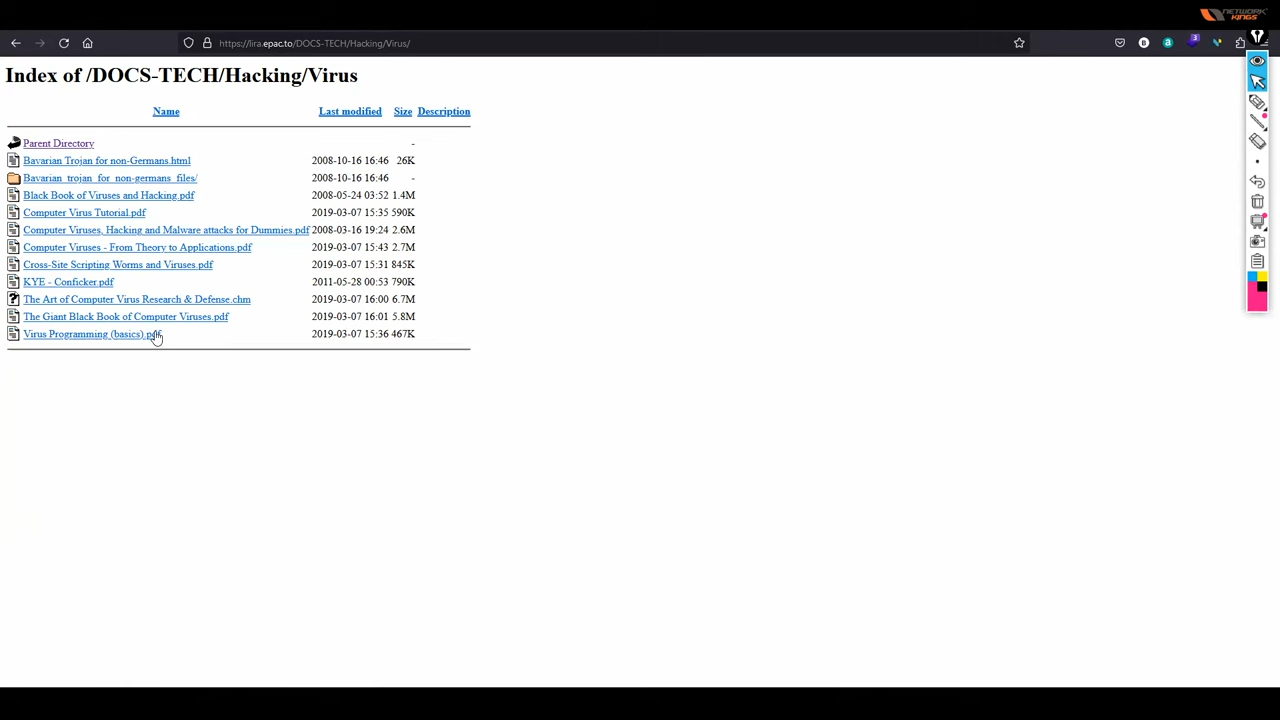 NETWORK
KINGS
https://lira.epac.to/DOCS-TECH/Hacking/Virus/
3
Index of /DOCS-TECH/Hacking/Virus
Name Last modified Size Description
Parent Directory -
Bavarian Trojan for non-Germans.html 2008-10-16 16:46 26K
Bavarian_trojan_for_non-germans_files/ 2008-10-16 16:46 -
Black Book of Viruses and Hacking.pdf 2008-05-24 03:52 1.4M
Computer Virus Tutorial.pdf 2019-03-07 15:35 590K
Computer Viruses, Hacking and Malware attacks for Dummies.pdf 2008-03-16 19:24 2.6M
Computer Viruses - From Theory to Applications.pdf 2019-03-07 15:43 2.7M
Cross-Site Scripting Worms and Viruses.pdf 2019-03-07 15:31 845K
KYE - Conficker.pdf 2011-05-28 00:53 790K
The Art of Computer Virus Research & Defense.chm 2019-03-07 16:00 6.7M
The Giant Black Book of Computer Viruses.pdf 2019-03-07 16:01 5.8M
Virus Programming (basics).pdf 2019-03-07 15:36 467K